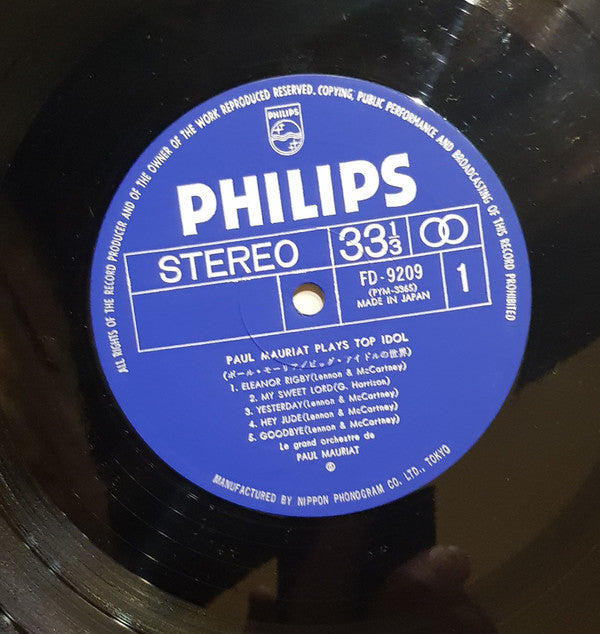 ALL RIGHTS OF THE RECORD PRODUCER AND OF THE OWNER OF THE WORK REPRODUCED RESERVED. COPYING, PUBLIC PERFORMANCE AND BROADCASTING OF THIS RECORD PROHIBITED
PHILIPS
PHILIPS
STEREO
33 1/3
FD-9209
(PYM-3365)
MADE IN JAPAN
1
PAUL MAURIAT PLAYS TOP IDOL
(ポール・モーリア/ビッグ・アイドルの世界)
1. ELEANOR RIGBY(Lennon & McCartney)
2. MY SWEET LORD(G. Harrison)
3. YESTERDAY(Lennon & McCartney)
4. HEY JUDE(Lennon & McCartney)
5. GOODBYE(Lennon & McCartney)
Le grand orchestre de
PAUL MAURIAT
MANUFACTURED BY NIPPON PHONOGRAM CO. LTD., TOKYO